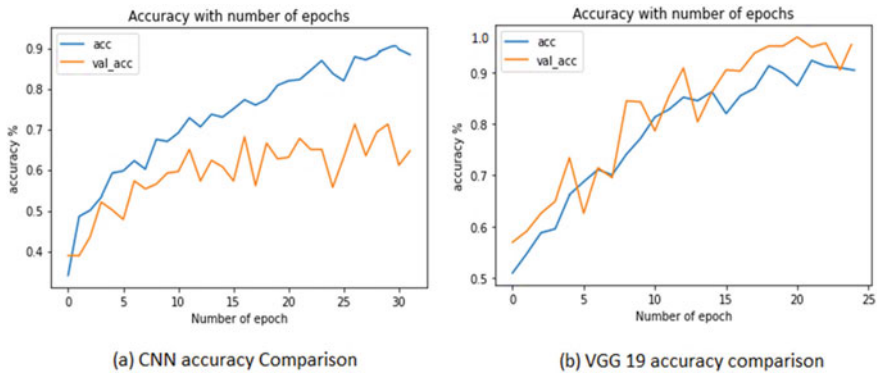 Accuracy with number of epochs
acc
val_acc
accuracy %
0.9
0.8
0.7
0.6
0.5
0.4
0 5 10 15 20 25 30
Number of epoch
(a) CNN accuracy Comparison
Accuracy with number of epochs
acc
val_acc
accuracy %
1.0
0.9
0.8
0.7
0.6
0.5
0 5 10 15 20 25
Number of epoch
(b) VGG 19 accuracy comparison